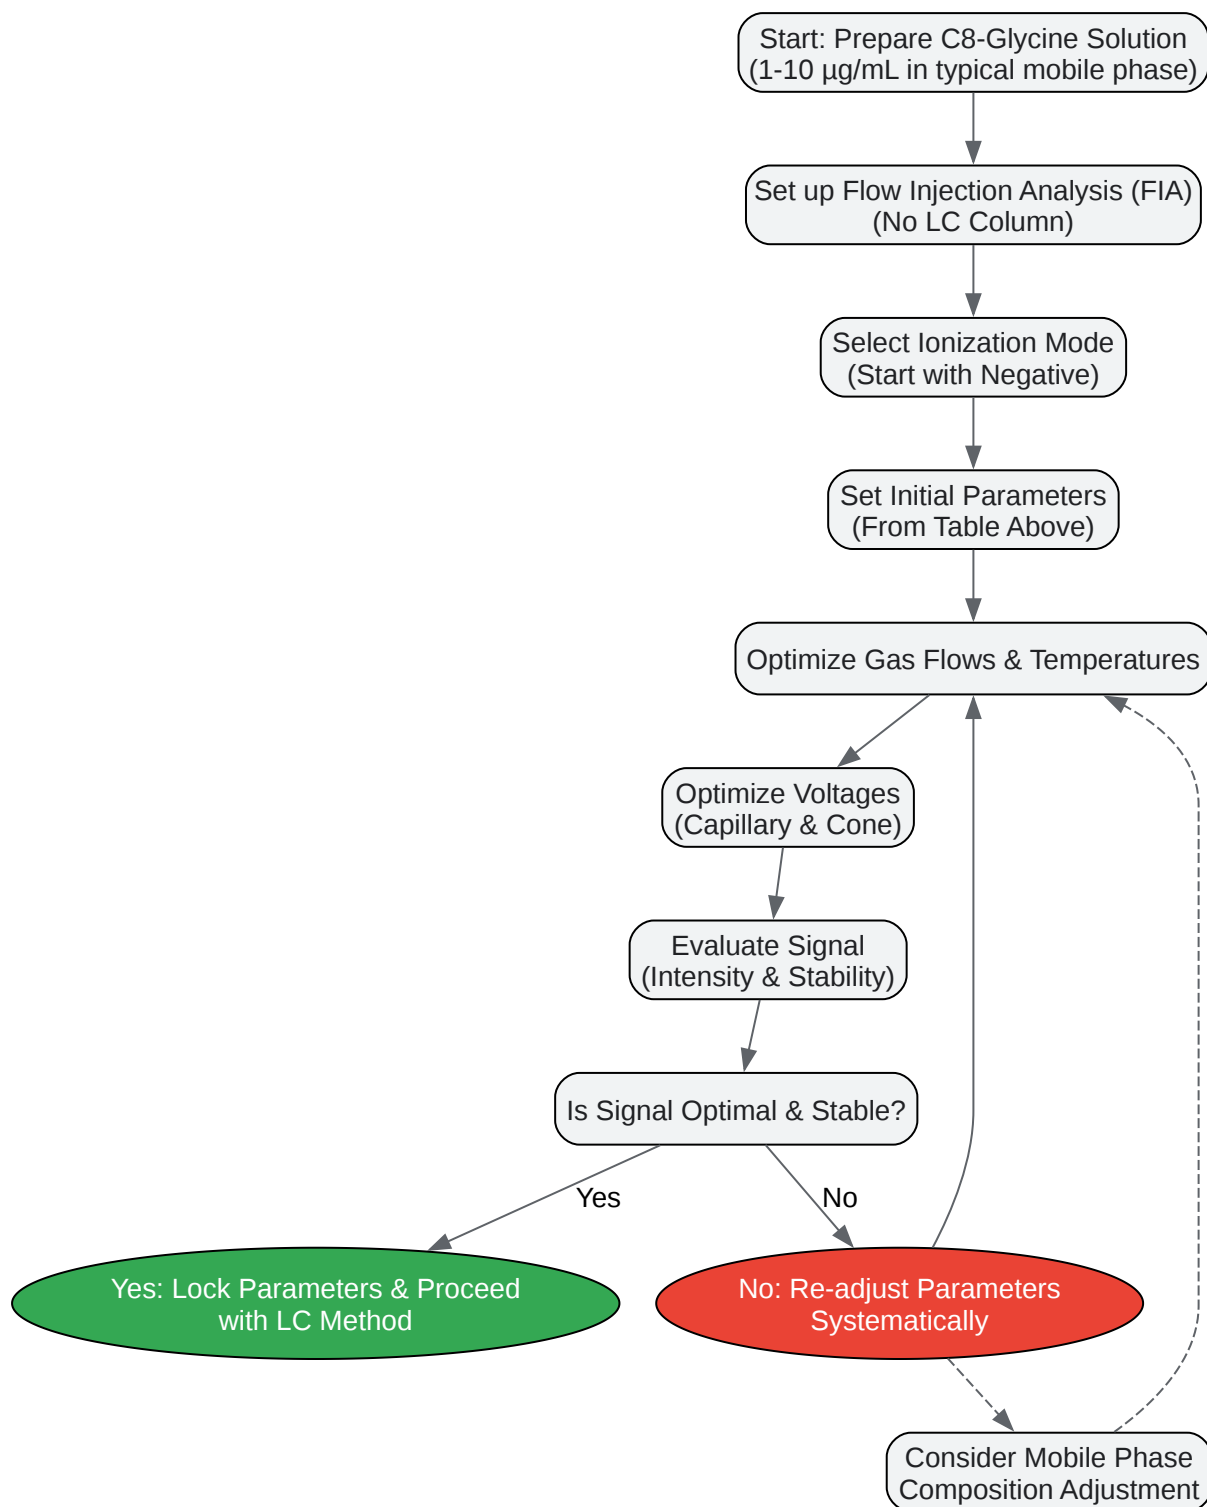 Start: Prepare C8-Glycine Solution
(1-10 µg/mL in typical mobile phase)
Set up Flow Injection Analysis (FIA)
(No LC Column)
Select Ionization Mode
(Start with Negative)
Set Initial Parameters
(From Table Above)
Optimize Gas Flows & Temperatures
Optimize Voltages
(Capillary & Cone)
Evaluate Signal
(Intensity & Stability)
Is Signal Optimal & Stable?
Yes
No
Yes: Lock Parameters & Proceed
with LC Method
No: Re-adjust Parameters
Systematically
Consider Mobile Phase
Composition Adjustment